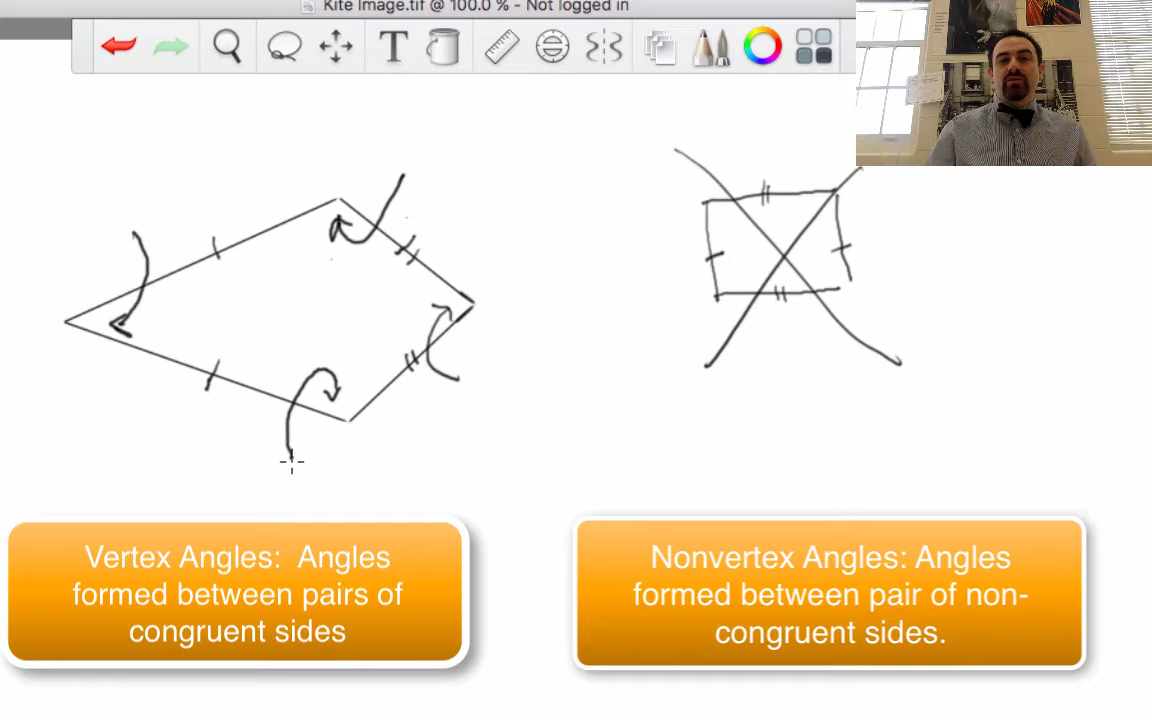 Kite Image.tif @ 100.0 % - Not logged in
T
Vertex Angles:  Angles
formed between pairs of
congruent sides
Nonvertex Angles: Angles
formed between pair of non-
congruent sides.